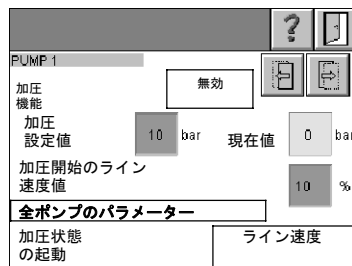 ?
PUMP 1
加圧
機能
無効
加圧
設定値
10 bar
現在値
0 bar
加圧開始のライン
速度値
10 %
全ポンプのパラメーター
加圧状態
の起動
ライン速度